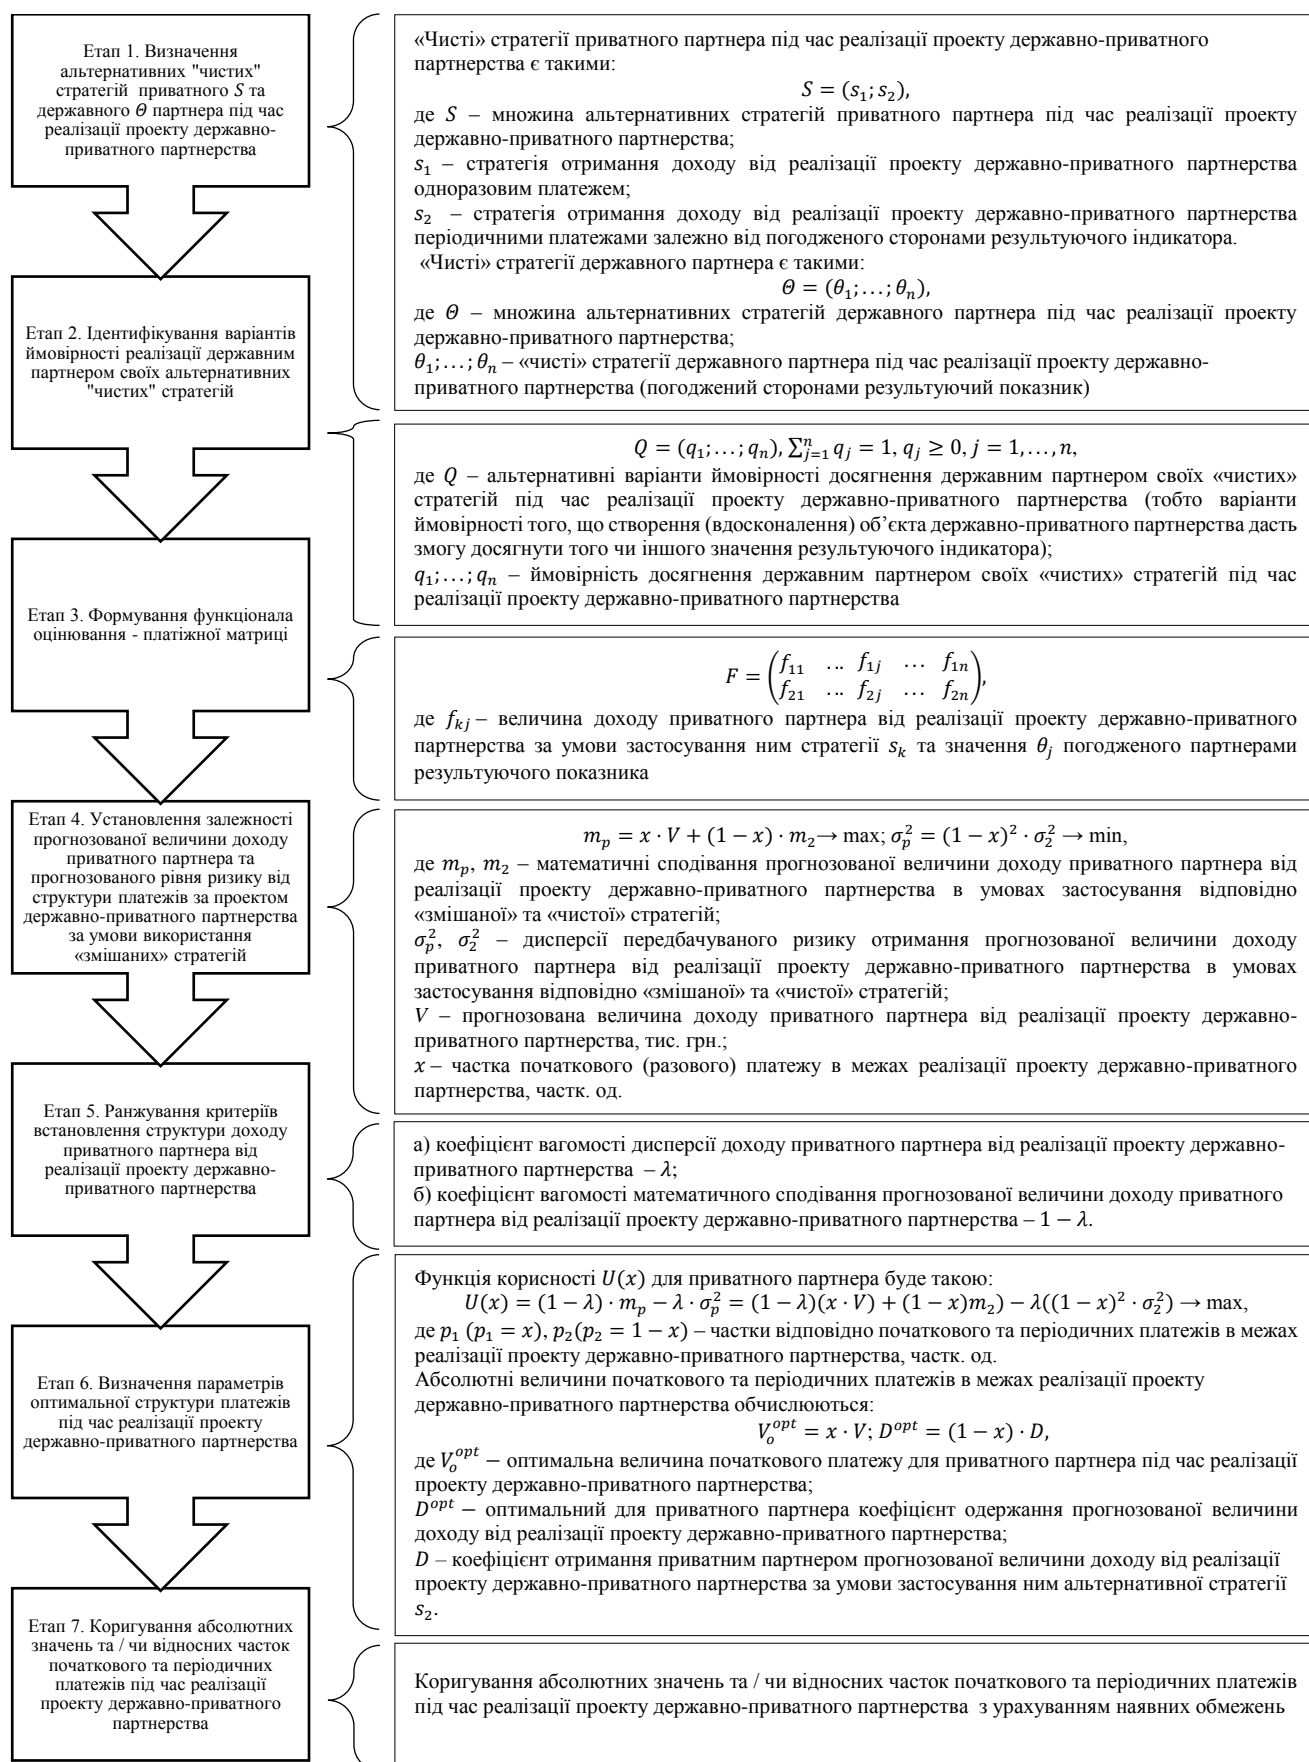 Етап 1. Визначення
альтернативних "чистих"
стратегій приватного S та
державного Θ партнера під час
реалізації проекту державно-
приватного партнерства
«Чисті» стратегії приватного партнера під час реалізації проекту державно-приватного
партнерства є такими:
S = (s₁; s₂),
де S – множина альтернативних стратегій приватного партнера під час реалізації проекту
державно-приватного партнерства;
s₁ – стратегія отримання доходу від реалізації проекту державно-приватного партнерства
одноразовим платежем;
s₂ – стратегія отримання доходу від реалізації проекту державно-приватного партнерства
періодичними платежами залежно від погодженого сторонами результуючого індикатора.
«Чисті» стратегії державного партнера є такими:
Θ = (θ₁; … ; θₙ),
де Θ – множина альтернативних стратегій державного партнера під час реалізації проекту
державно-приватного партнерства;
θ₁; … ; θₙ – «чисті» стратегії державного партнера під час реалізації проекту державно-
приватного партнерства (погоджений сторонами результуючий показник)
Етап 2. Ідентифікування варіантів
ймовірності реалізації державним
партнером своїх альтернативних
"чистих" стратегій
Q = (q₁; … ; qₙ), ∑ⁿⱼ₌₁ qⱼ = 1, qⱼ ≥ 0, j = 1, … , n,
де Q – альтернативні варіанти ймовірності досягнення державним партнером своїх «чистих»
стратегій під час реалізації проекту державно-приватного партнерства (тобто варіанти
ймовірності того, що створення (вдосконалення) об’єкта державно-приватного партнерства дасть
змогу досягнути того чи іншого значення результуючого індикатора);
q₁; … ; qₙ – ймовірність досягнення державним партнером своїх «чистих» стратегій під час
реалізації проекту державно-приватного партнерства
Етап 3. Формування функціонала
оцінювання - платіжної матриці
F = (f₁₁ … f₁ⱼ … f₁ₙ
f₂₁ … f₂ⱼ … f₂ₙ),
де fₖⱼ – величина доходу приватного партнера від реалізації проекту державно-приватного
партнерства за умови застосування ним стратегії sₖ та значення θⱼ погодженого партнерами
результуючого показника
Етап 4. Установлення залежності
прогнозованої величини доходу
приватного партнера та
прогнозованого рівня ризику від
структури платежів за проектом
державно-приватного партнерства
за умови використання
«змішаних» стратегій
mₚ = x · V + (1 − x) · m₂ → max; σₚ² = (1 − x)² · σ₂² → min,
де mₚ, m₂ – математичні сподівання прогнозованої величини доходу приватного партнера від
реалізації проекту державно-приватного партнерства в умовах застосування відповідно
«змішаної» та «чистої» стратегій;
σₚ², σ₂² – дисперсії передбачуваного ризику отримання прогнозованої величини доходу
приватного партнера від реалізації проекту державно-приватного партнерства в умовах
застосування відповідно «змішаної» та «чистої» стратегій;
V – прогнозована величина доходу приватного партнера від реалізації проекту державно-
приватного партнерства, тис. грн.;
x – частка початкового (разового) платежу в межах реалізації проекту державно-приватного
партнерства, частк. од.
Етап 5. Ранжування критеріїв
встановлення структури доходу
приватного партнера від
реалізації проекту державно-
приватного партнерства
а) коефіцієнт вагомості дисперсії доходу приватного партнера від реалізації проекту державно-
приватного партнерства – λ;
б) коефіцієнт вагомості математичного сподівання прогнозованої величини доходу приватного
партнера від реалізації проекту державно-приватного партнерства – 1 − λ.
Етап 6. Визначення параметрів
оптимальної структури платежів
під час реалізації проекту
державно-приватного партнерства
Функція корисності U(x) для приватного партнера буде такою:
U(x) = (1 − λ) · mₚ − λ · σₚ² = (1 − λ)(x · V) + (1 − x)m₂) − λ((1 − x)² · σ₂²) → max,
де p₁ (p₁ = x), p₂(p₂ = 1 − x) – частки відповідно початкового та періодичних платежів в межах
реалізації проекту державно-приватного партнерства, частк. од.
Абсолютні величини початкового та періодичних платежів в межах реалізації проекту
державно-приватного партнерства обчислюються:
Vₒᵒᵖᵗ = x · V; Dᵒᵖᵗ = (1 − x) · D,
де Vₒᵒᵖᵗ – оптимальна величина початкового платежу для приватного партнера під час реалізації
проекту державно-приватного партнерства;
Dᵒᵖᵗ – оптимальний для приватного партнера коефіцієнт одержання прогнозованої величини
доходу від реалізації проекту державно-приватного партнерства;
D – коефіцієнт отримання приватним партнером прогнозованої величини доходу від реалізації
проекту державно-приватного партнерства за умови застосування ним альтернативної стратегії
s₂.
Етап 7. Коригування абсолютних
значень та / чи відносних часток
початкового та періодичних
платежів під час реалізації
проекту державно-приватного
партнерства
Коригування абсолютних значень та / чи відносних часток початкового та періодичних платежів
під час реалізації проекту державно-приватного партнерства з урахуванням наявних обмежень